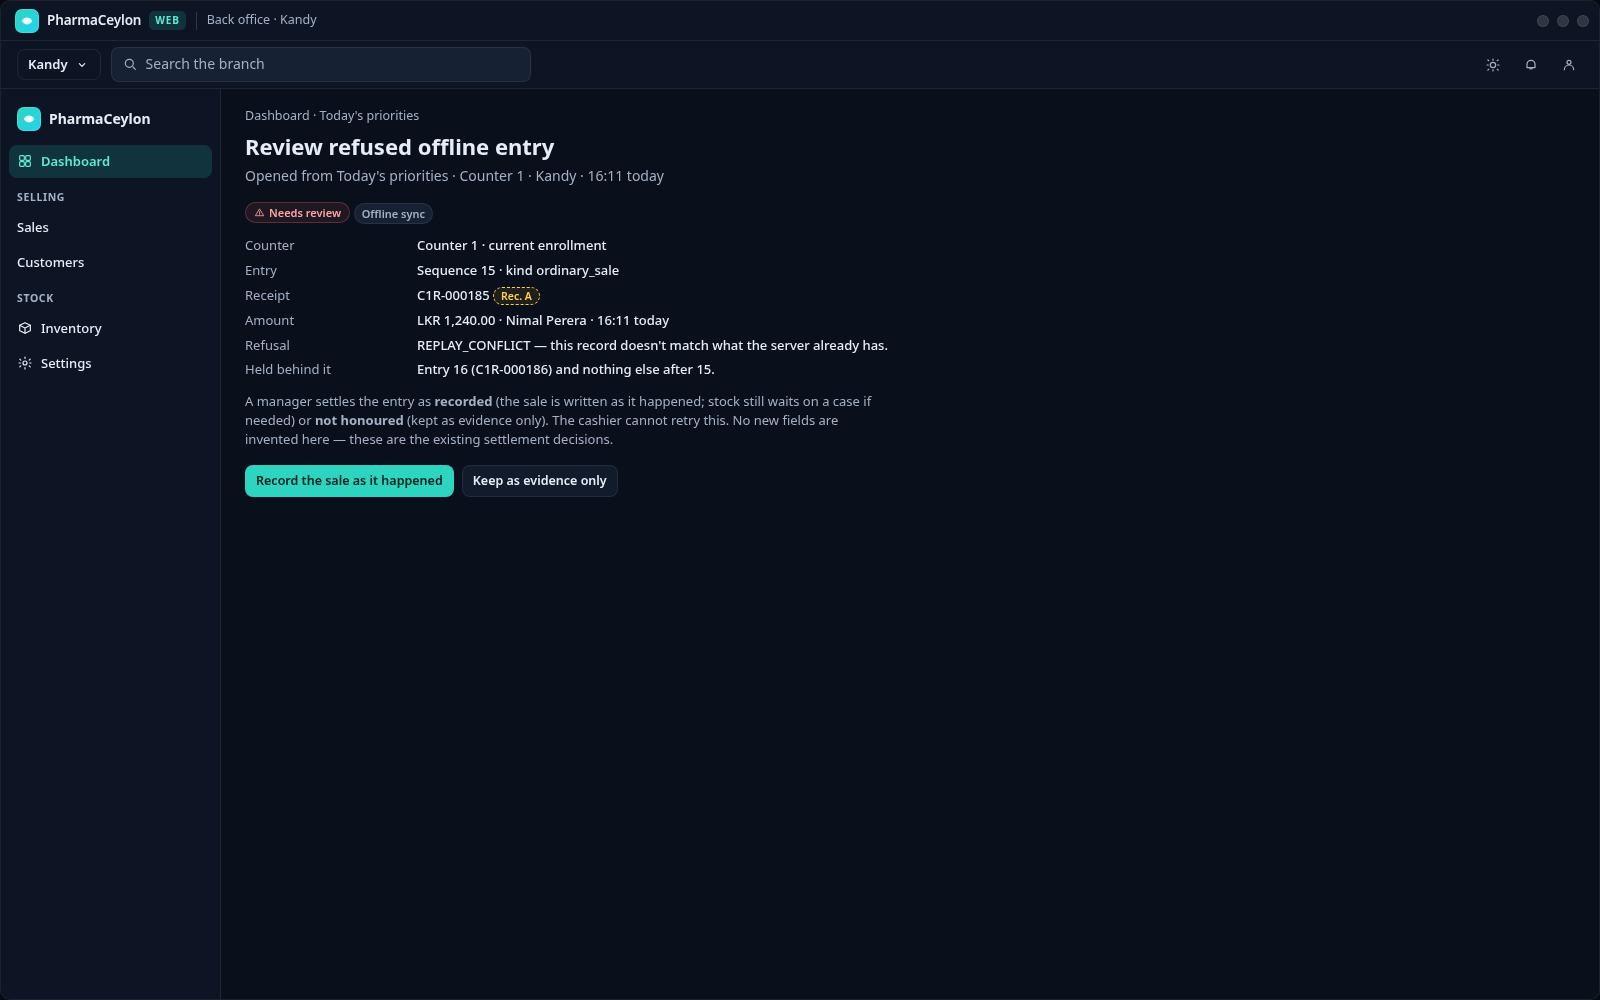 PharmaCeylon WEB Back office · Kandy
Kandy Search the branch
PharmaCeylon
Dashboard
SELLING
Sales
Customers
STOCK
Inventory
Settings
Dashboard · Today's priorities
Review refused offline entry
Opened from Today's priorities · Counter 1 · Kandy · 16:11 today
Needs review Offline sync
Counter Counter 1 · current enrollment
Entry Sequence 15 · kind ordinary_sale
Receipt C1R-000185 Rec. A
Amount LKR 1,240.00 · Nimal Perera · 16:11 today
Refusal REPLAY_CONFLICT — this record doesn't match what the server already has.
Held behind it Entry 16 (C1R-000186) and nothing else after 15.
A manager settles the entry as recorded (the sale is written as it happened; stock still waits on a case if
needed) or not honoured (kept as evidence only). The cashier cannot retry this. No new fields are
invented here — these are the existing settlement decisions.
Record the sale as it happened Keep as evidence only